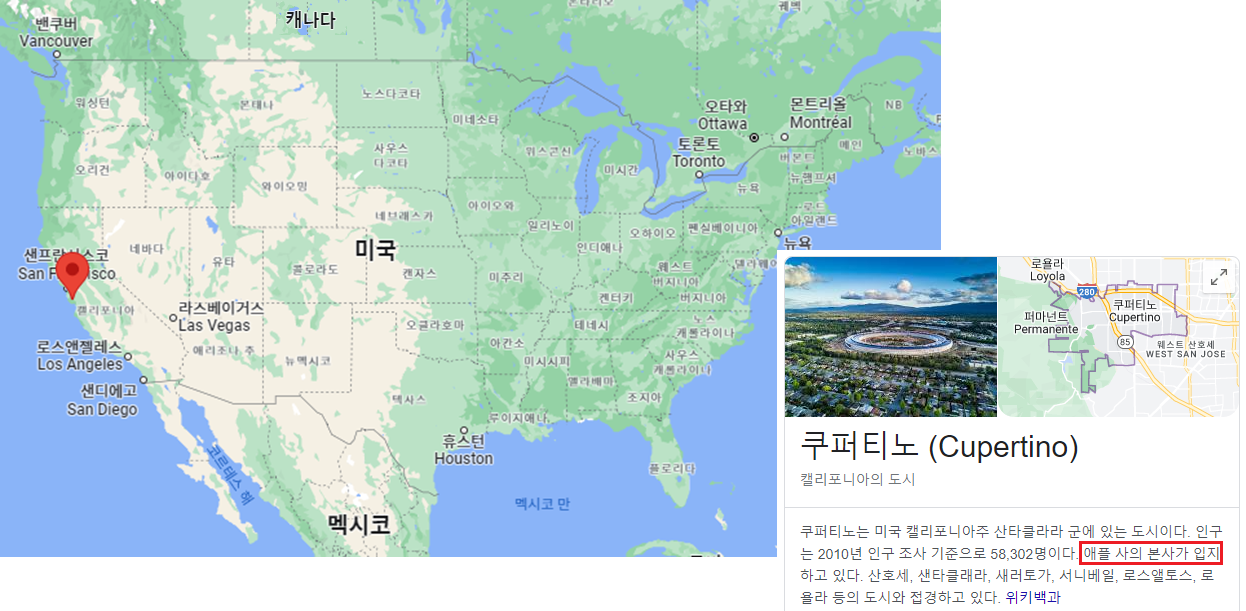 캐나다
밴쿠버
Vancouver
퀘벡
온타리오
워싱턴
몬태나
노스다코타
미네소타
오타와
Ottawa
몬트리올
Montréal
NB
메인
노바스
토론토
Toronto
버몬트
뉴햄프셔
뉴욕
로드
아일랜드
오리건
아이다호
와이오밍
사우스
다코타
위스콘신
미시간
네브래스카
아이오와
일리노이
인디애나
오하이오
펜실베이니아
뉴욕
델라웨어
샌프란시스코
San Francisco
네바다
유타
콜로라도
미국
캔자스
미주리
웨스트
버지니아
켄터키
버지니아
캘리포니아
라스베이거스
Las Vegas
오클라호마
테네시
노스
캐롤라이나
로스앤젤레스
Los Angeles
애리조나 주
뉴멕시코
아칸소
미시시피
사우스
캐롤라이나
샌디에고
San Diego
텍사스
앨라배마
조지아
루이지애나
휴스턴
Houston
플로리다
코르테스 해
멕시코 만
멕시코
로욜라
Loyola
280
쿠퍼티노
Cupertino
퍼마넌트
Permanente
85
웨스트 산호세
WEST SAN JOSE
쿠퍼티노 (Cupertino)
캘리포니아의 도시
쿠퍼티노는 미국 캘리포니아주 산타클라라 군에 있는 도시이다. 인구
는 2010년 인구 조사 기준으로 58,302명이다. 애플 사의 본사가 입지
하고 있다. 산호세, 샌타클래라, 새러토가, 서니베일, 로스앨토스, 로
욜라 등의 도시와 접경하고 있다. 위키백과